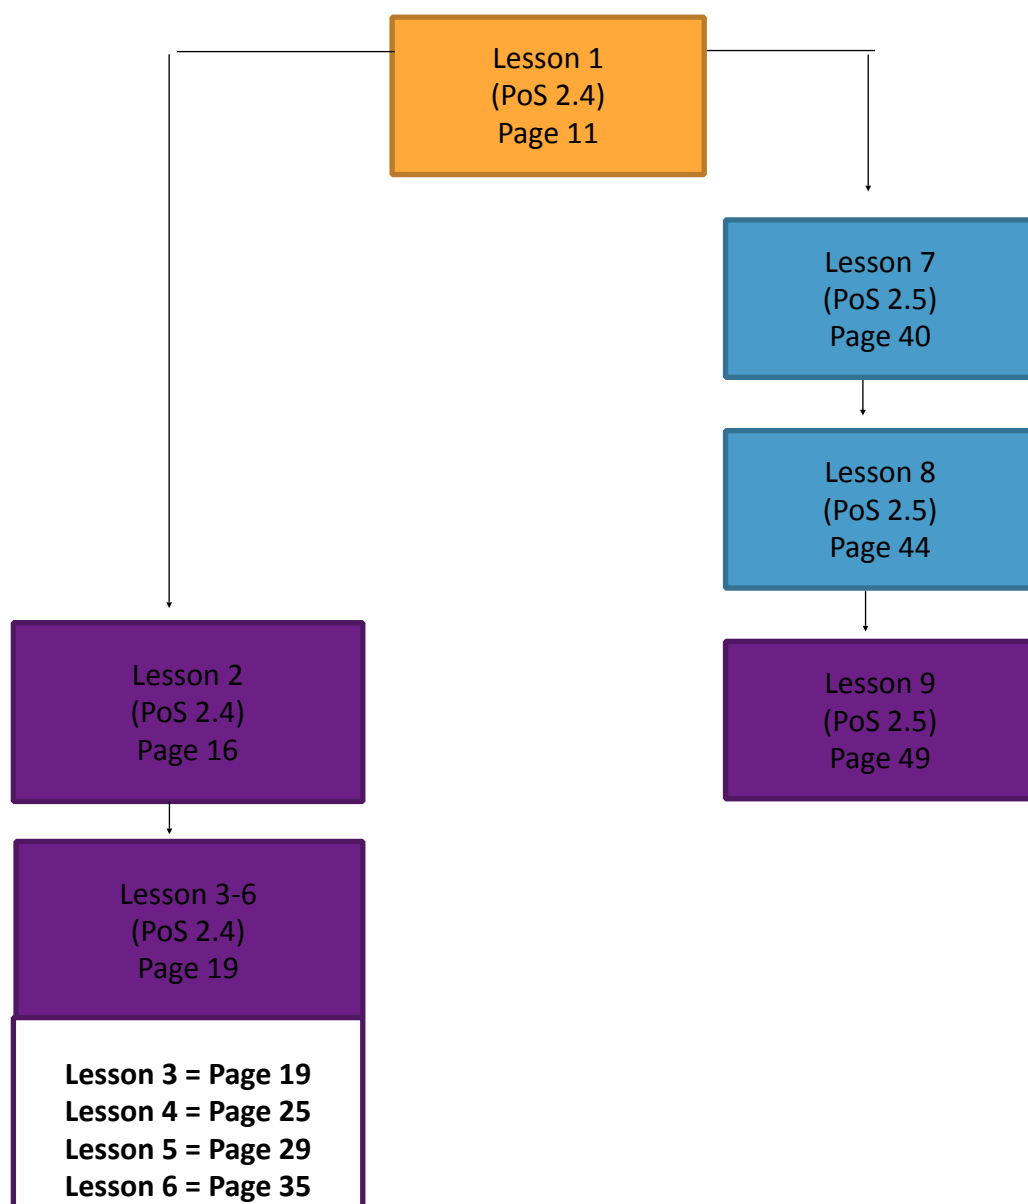 Lesson 1
(PoS 2.4)
Page 11
Lesson 7
(PoS 2.5)
Page 40
Lesson 8
(PoS 2.5)
Page 44
Lesson 2
(PoS 2.4)
Page 16
Lesson 9
(PoS 2.5)
Page 49
Lesson 3-6
(PoS 2.4)
Page 19
Lesson 3 = Page 19
Lesson 4 = Page 25
Lesson 5 = Page 29
Lesson 6 = Page 35